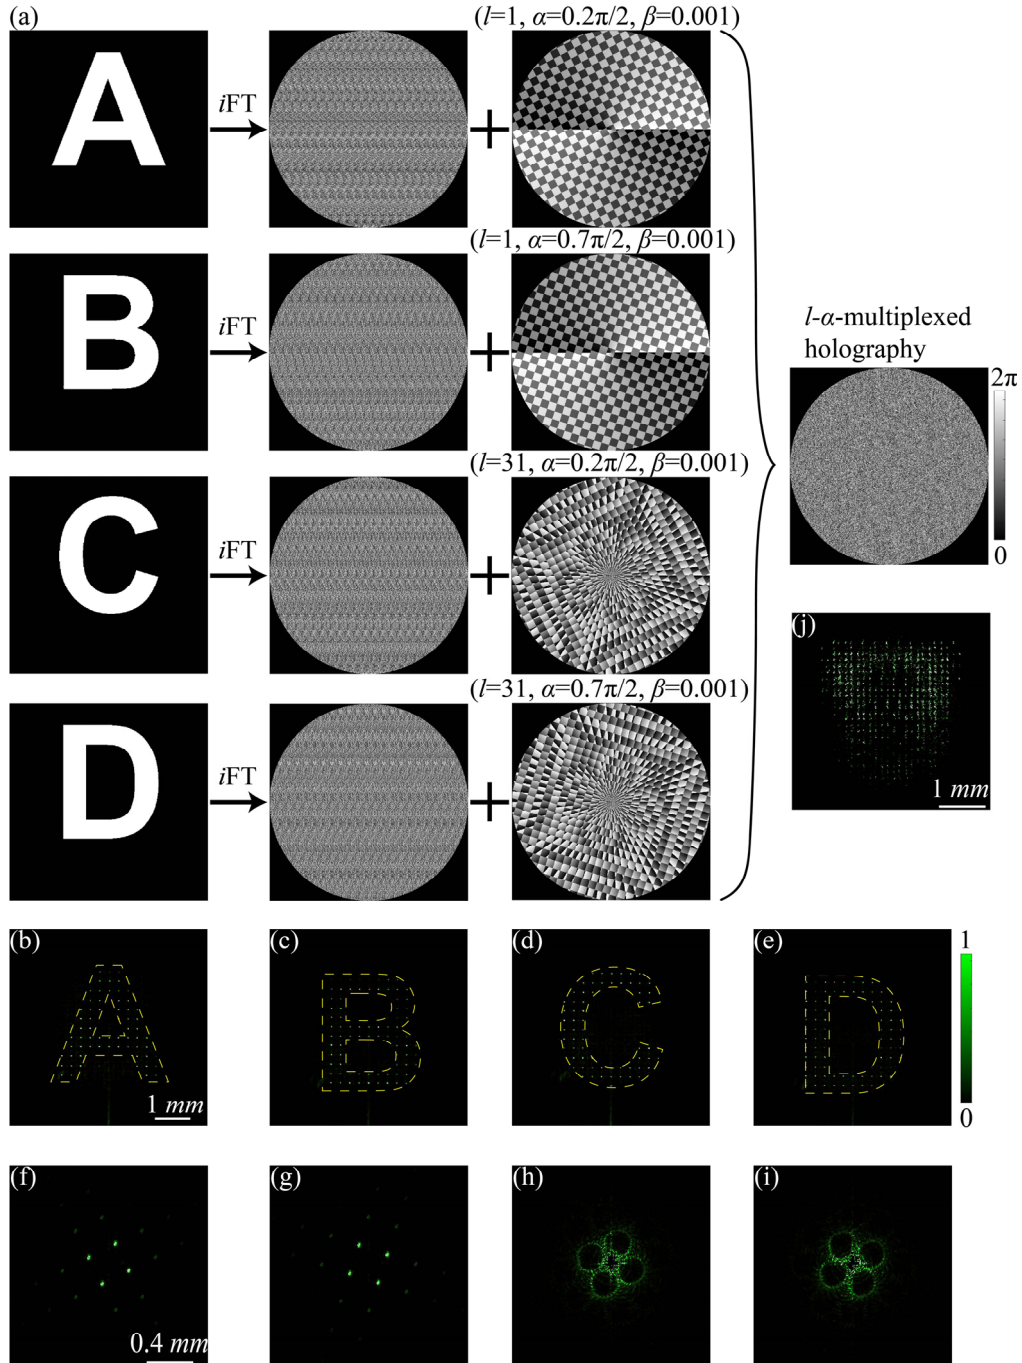 (a)
(l=1, α=0.2π/2, β=0.001)
A
iFT
+
(l=1, α=0.7π/2, β=0.001)
B
iFT
+
(l=31, α=0.2π/2, β=0.001)
C
iFT
+
(l=31, α=0.7π/2, β=0.001)
D
iFT
+
l-α-multiplexed
holography
2π
0
(j)
1 mm
(b)
1 mm
(c)
(d)
(e)
1
0
(f)
0.4 mm
(g)
(h)
(i)